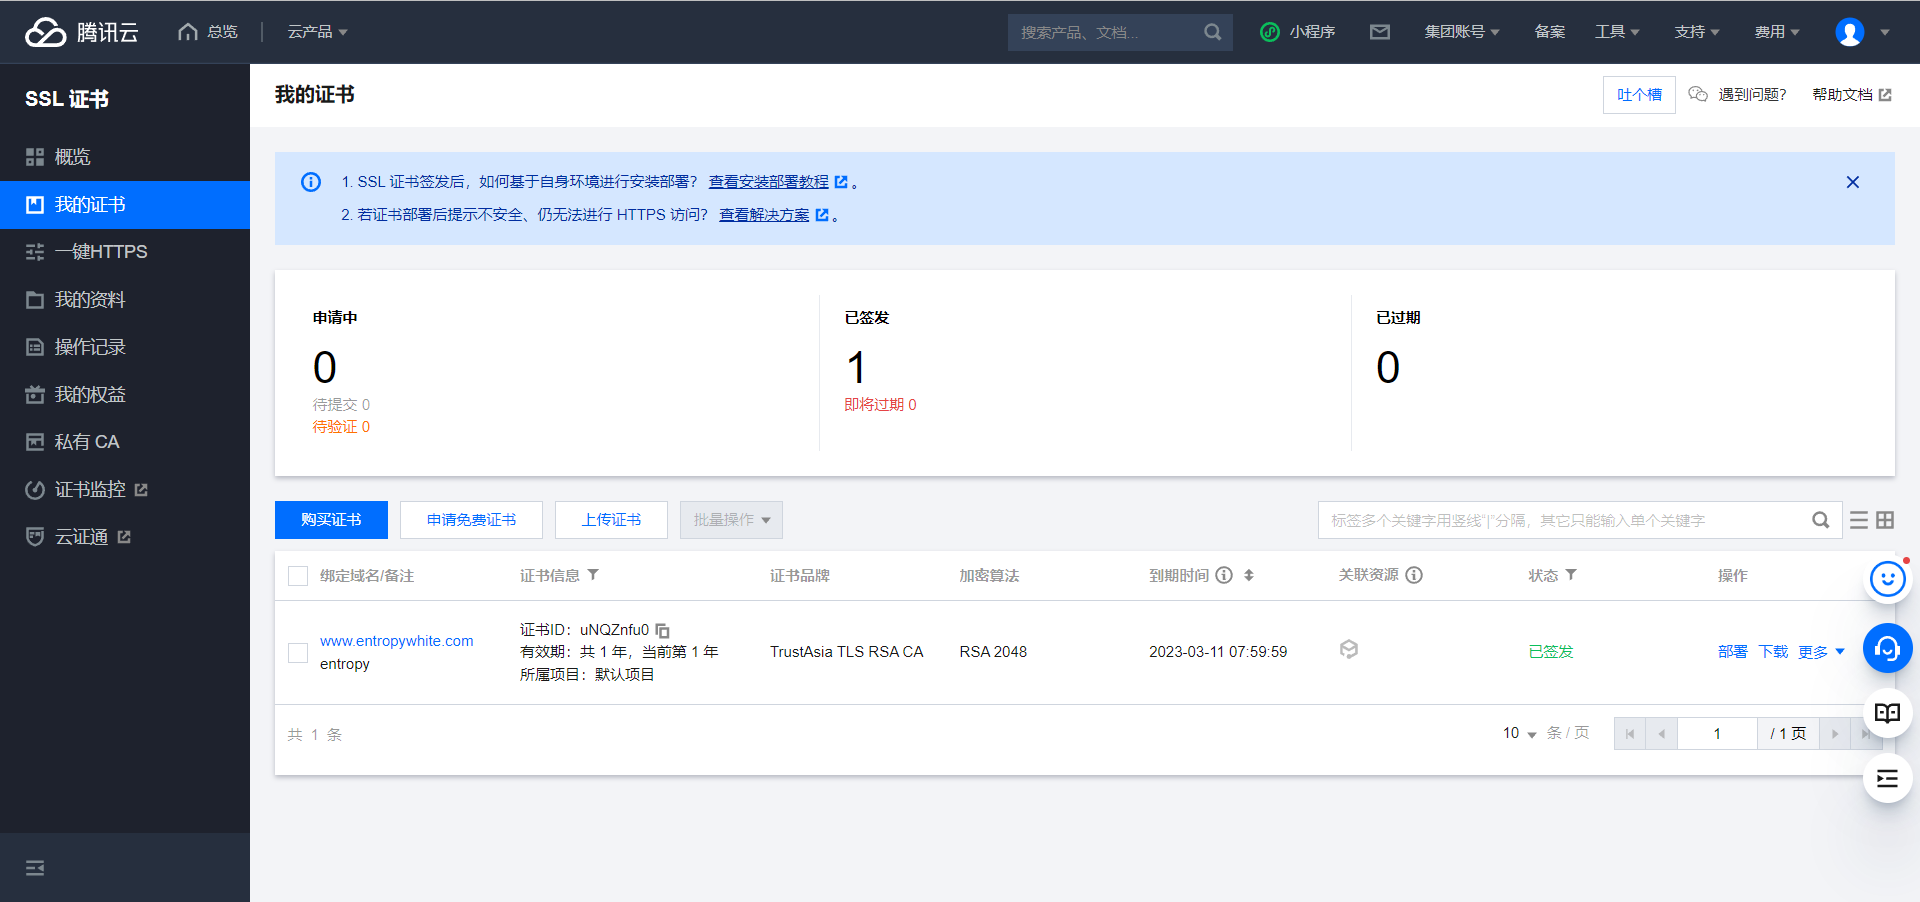 腾讯云
总览
云产品
搜索产品、文档...
小程序
集团账号
备案
工具
支持
费用
SSL 证书
概览
我的证书
一键HTTPS
我的资料
操作记录
我的权益
私有 CA
证书监控
云证通
我的证书
吐个槽
遇到问题?
帮助文档
1. SSL 证书签发后，如何基于自身环境进行安装部署？ 查看安装部署教程 。
2. 若证书部署后提示不安全、仍无法进行 HTTPS 访问？ 查看解决方案 。
申请中
0
待提交 0
待验证 0
已签发
1
即将过期 0
已过期
0
购买证书
申请免费证书
上传证书
批量操作
标签多个关键字用竖线“|”分隔，其它只能输入单个关键字
绑定域名/备注
证书信息
证书品牌
加密算法
到期时间
关联资源
状态
操作
www.entropywhite.com
entropy
证书ID：uNQZnfu0
有效期：共 1 年，当前第 1 年
所属项目：默认项目
TrustAsia TLS RSA CA
RSA 2048
2023-03-11 07:59:59
已签发
部署 下载 更多
共 1 条
10 条 / 页
1
/ 1 页